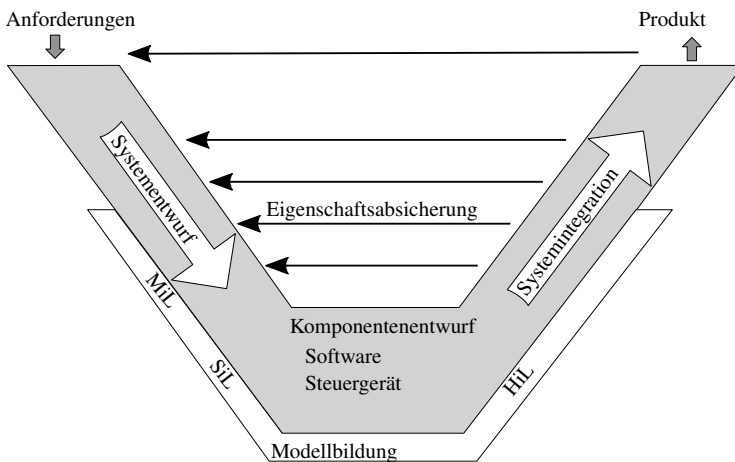 Anforderungen
Produkt
Systementwurf
Eigenschaftsabsicherung
Systemintegration
MiL
SiL
Komponentenentwurf
Software
Steuergerät
HiL
Modellbildung